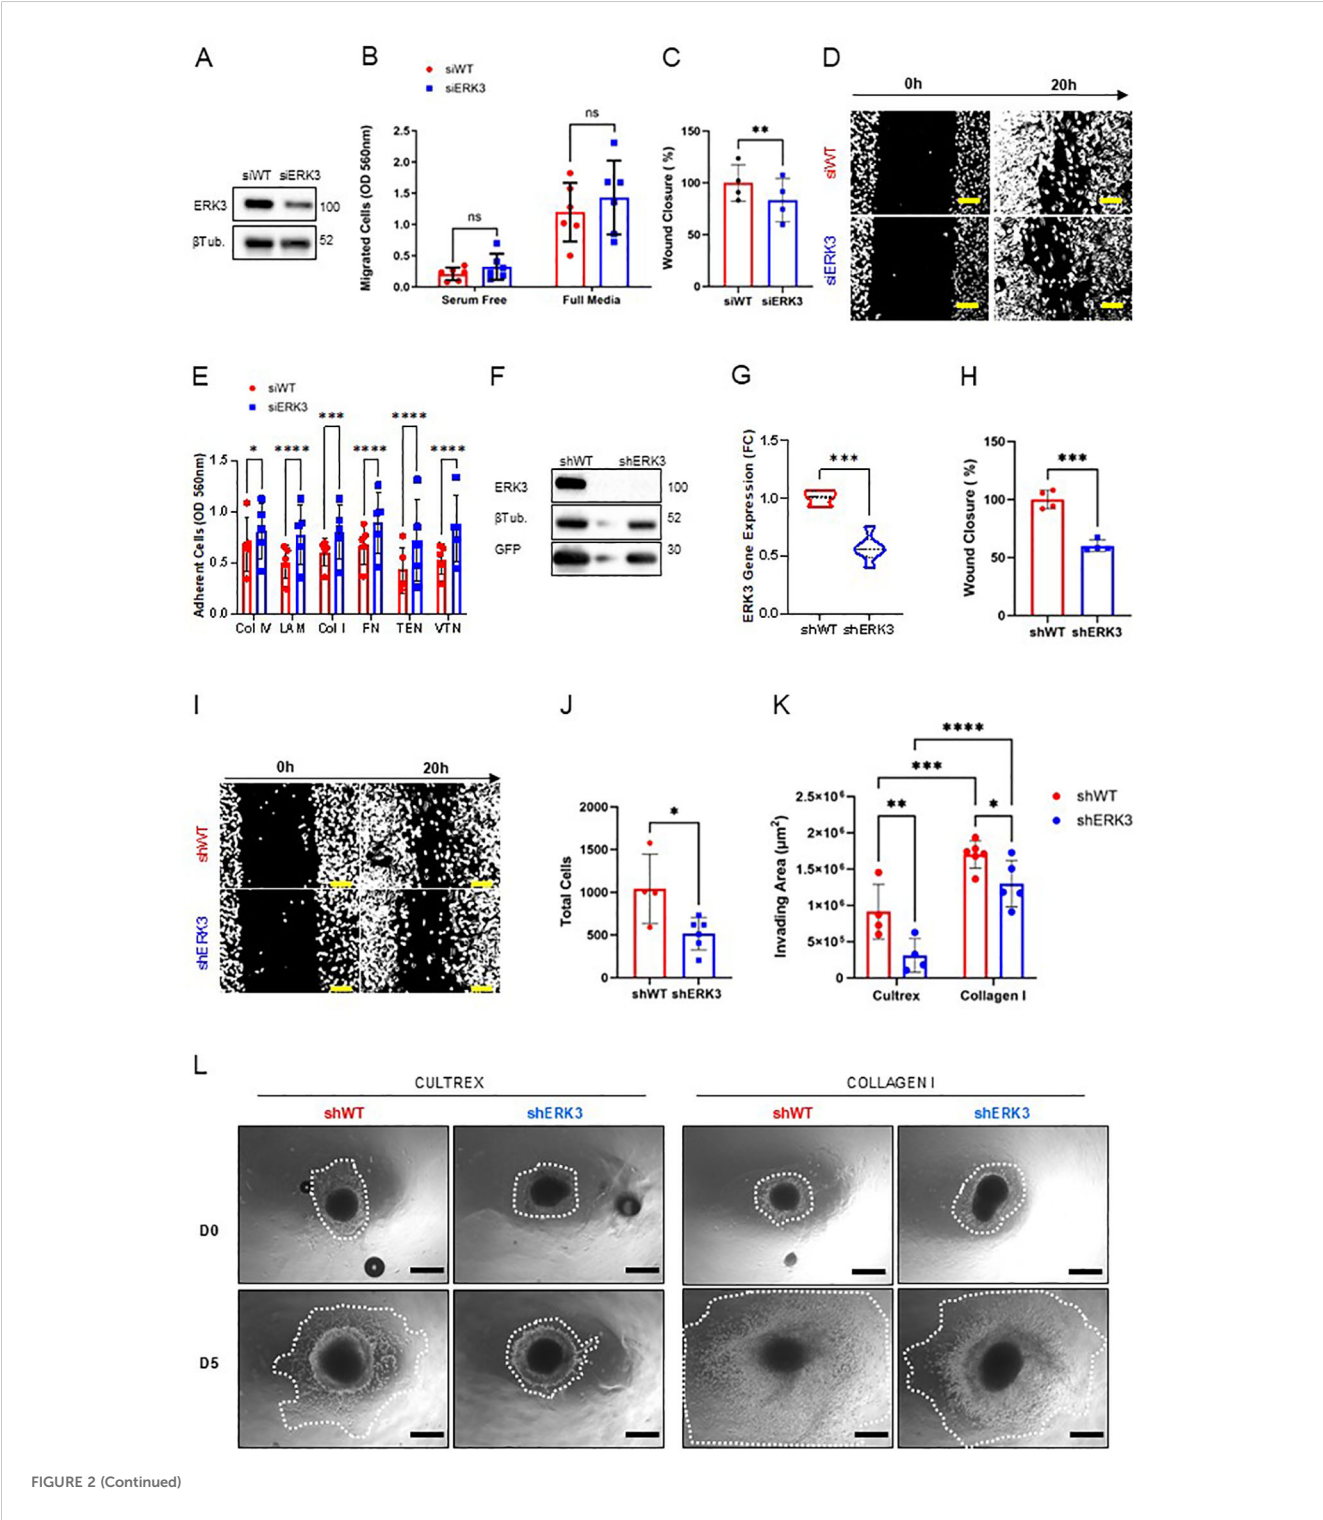 A
siWT siERK3
ERK3
100
βTub.
52
B
siWT
siERK3
Migrated Cells (OD 560nm)
2.5
2.0
1.5
1.0
0.5
0.0
ns
ns
Serum Free
Full Media
C
Wound Closure ( %)
150
100
50
0
**
siWT siERK3
D
0h
20h
siWT
siERK3
E
siWT
siERK3
Adherent Cells (OD 560nm)
1.5
1.0
0.5
0.0
*
****
***
****
****
****
Col IV LAM Col I FN TEN VTN
F
shWT shERK3
ERK3
100
βTub.
52
GFP
30
G
ERK3 Gene Expression (FC)
1.5
1.0
0.5
0.0
***
shWT shERK3
H
Wound Closure ( %)
150
100
50
0
***
shWT shERK3
I
0h
20h
shWT
shERK3
J
Total Cells
2000
1500
1000
500
0
*
shWT shERK3
K
Invading Area (μm²)
2.5×10⁶
2×10⁶
1.5×10⁶
1×10⁶
5×10⁵
0
****
***
**
*
shWT
shERK3
Cultrex
Collagen I
L
CULTREX
COLLAGEN I
shWT
shERK3
shWT
shERK3
D0
D5
FIGURE 2 (Continued)